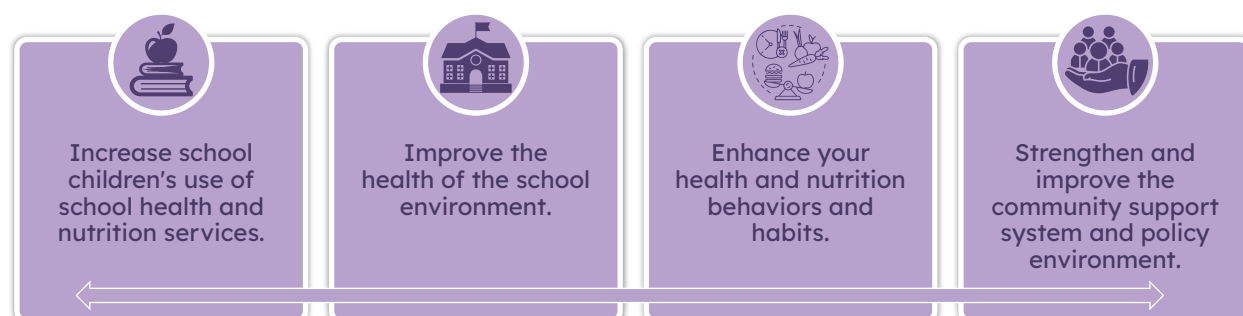 Increase school
children's use of
school health and
nutrition services.
Improve the
health of the school
environment.
Enhance your
health and nutrition
behaviors and
habits.
Strengthen and
improve the
community support
system and policy
environment.